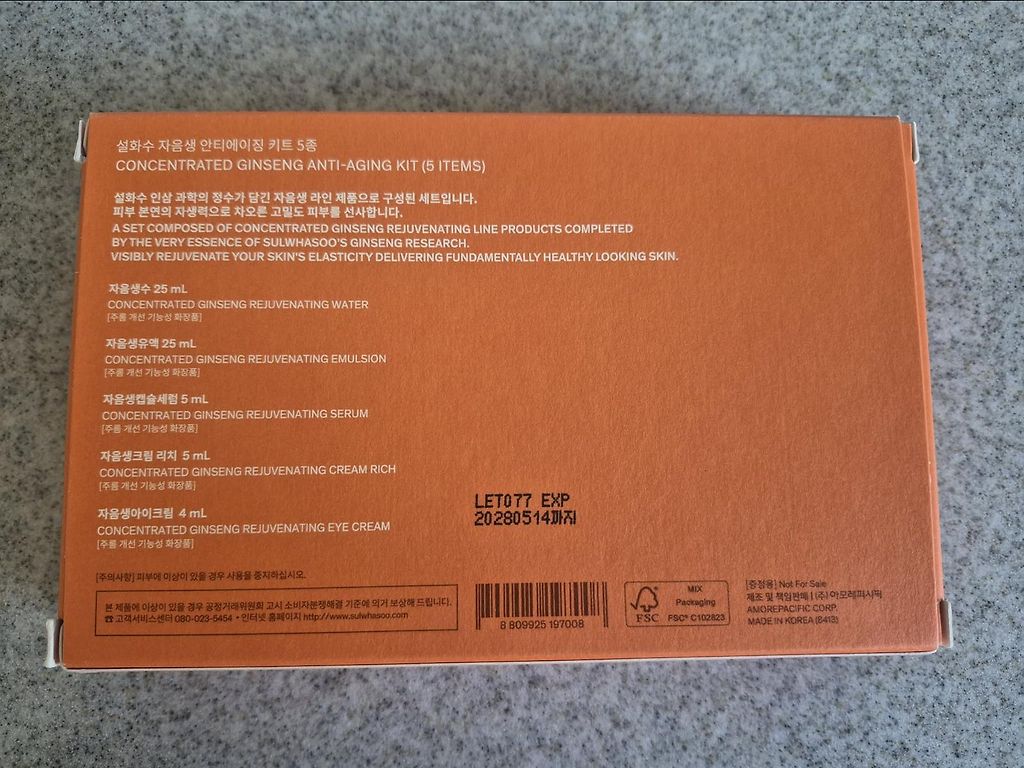 설화수 자음생 안티에이징 키트 5종
CONCENTRATED GINSENG ANTI-AGING KIT (5 ITEMS)
설화수 인삼 과학의 정수가 담긴 자음생 라인 제품으로 구성된 세트입니다.
피부 본연의 자생력으로 차오른 고밀도 피부를 선사합니다.
A SET COMPOSED OF CONCENTRATED GINSENG REJUVENATING LINE PRODUCTS COMPLETED
BY THE VERY ESSENCE OF SULWHASOO'S GINSENG RESEARCH.
VISIBLY REJUVENATE YOUR SKIN'S ELASTICITY DELIVERING FUNDAMENTALLY HEALTHY LOOKING SKIN.
자음생수 25 mL
CONCENTRATED GINSENG REJUVENATING WATER
[주름 개선 기능성 화장품]
자음생유액 25 mL
CONCENTRATED GINSENG REJUVENATING EMULSION
[주름 개선 기능성 화장품]
자음생캡슐세럼 5 mL
CONCENTRATED GINSENG REJUVENATING SERUM
[주름 개선 기능성 화장품]
자음생크림 리치 5 mL
CONCENTRATED GINSENG REJUVENATING CREAM RICH
[주름 개선 기능성 화장품]
자음생아이크림 4 mL
CONCENTRATED GINSENG REJUVENATING EYE CREAM
[주름 개선 기능성 화장품]
LET077 EXP
20280514까지
[주의사항] 피부에 이상이 있을 경우 사용을 중지하십시오.
본 제품에 이상이 있을 경우 공정거래위원회 고시 소비자분쟁해결 기준에 의거 보상해 드립니다.
☎ 고객서비스센터 080-023-5454 • 인터넷 홈페이지 http://www.sulwhasoo.com
8 809925 197008
FSC
MIX
Packaging
FSC® C102823
[증정용] Not For Sale
제조 및 책임판매 | (주) 아모레퍼시픽
AMOREPACIFIC CORP.
MADE IN KOREA (8413)